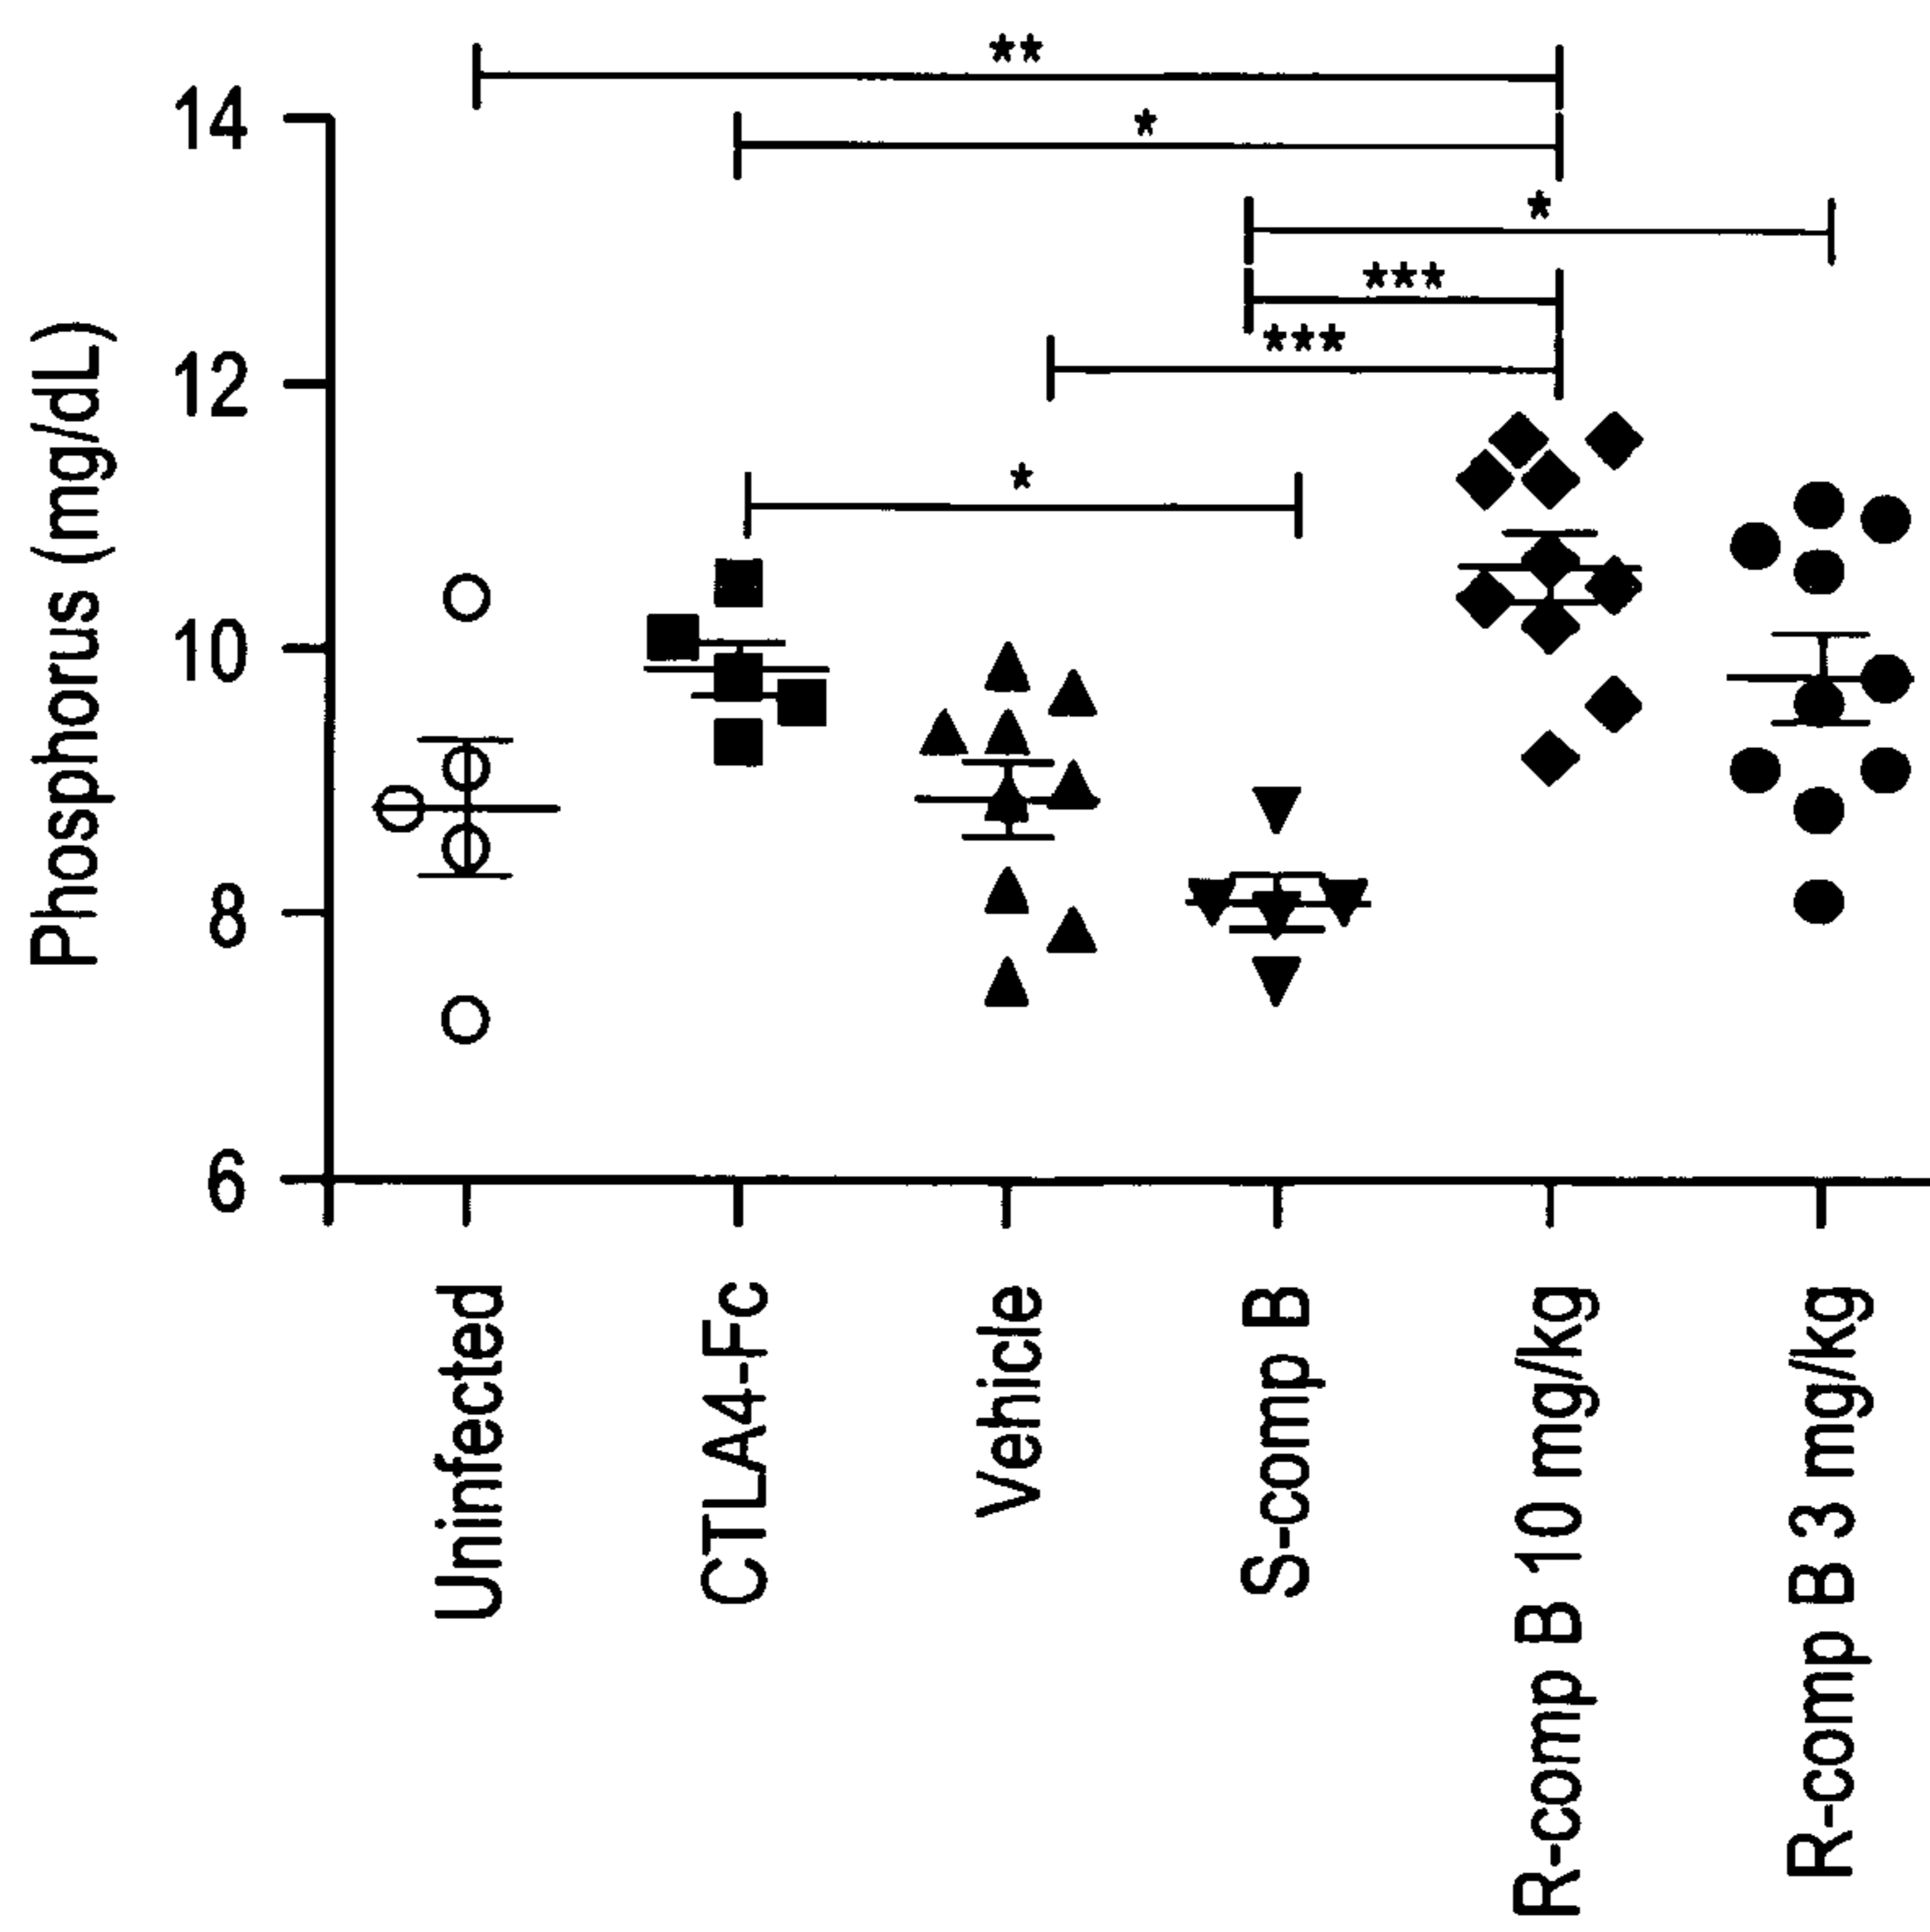 **
14
*
*
***
***
12
*
10
8
6
Phosphorus (mg/dL)
Uninfected
CTLA4-Fc
Vehicle
S-comp B
R-comp B 10 mg/kg
R-comp B 3 mg/kg